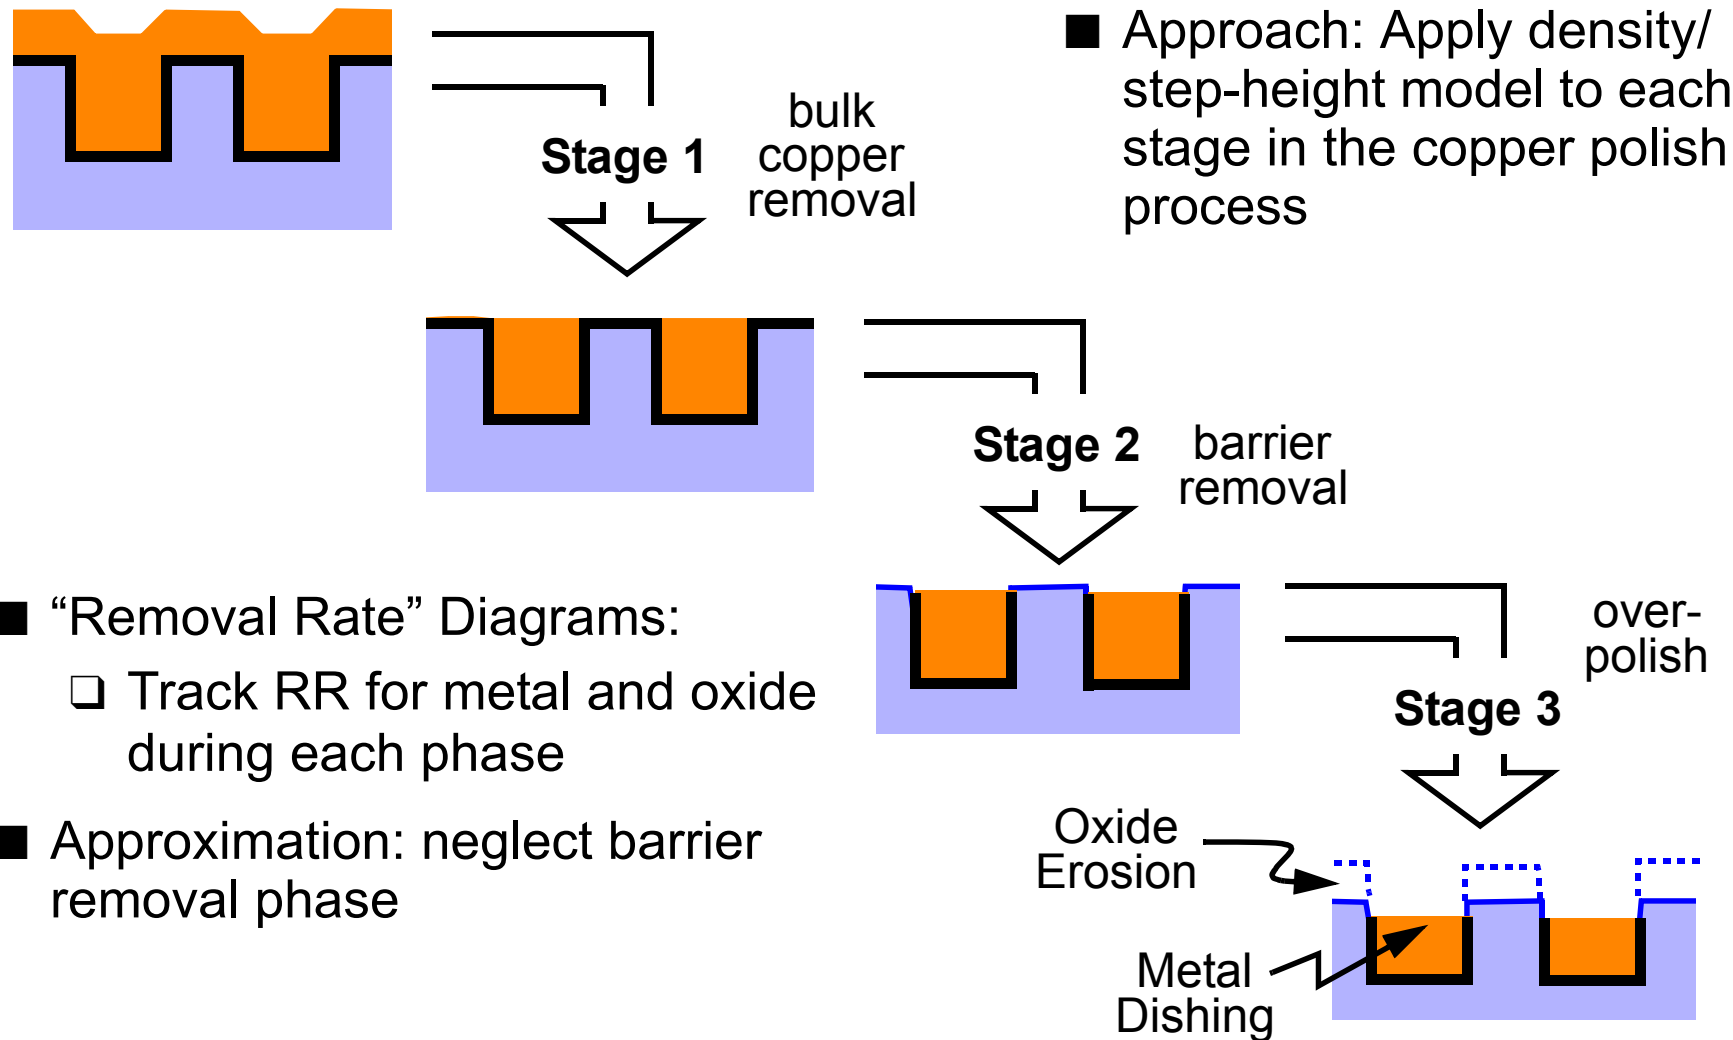 ■ Approach: Apply density/
step-height model to each
stage in the copper polish
process
bulk
copper
removal
Stage 1
Stage 2
barrier
removal
over-
polish
Stage 3
■ “Removal Rate” Diagrams:
❑ Track RR for metal and oxide
during each phase
■ Approximation: neglect barrier
removal phase
Oxide
Erosion
Metal
Dishing